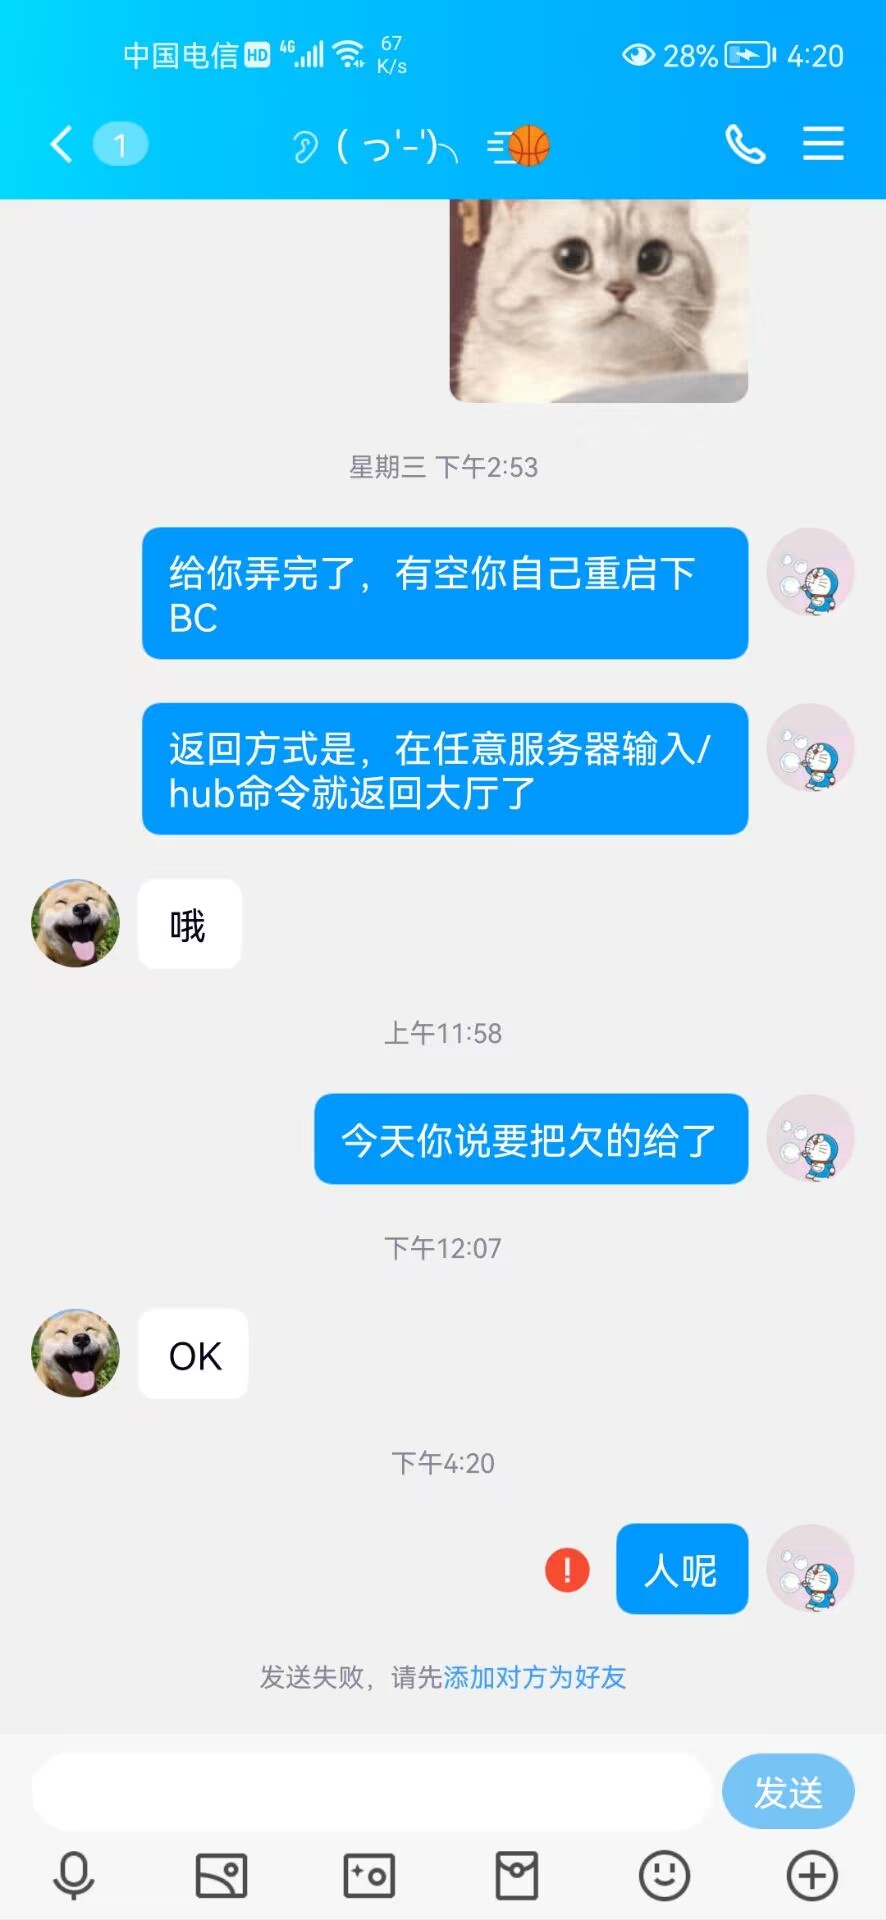 中国电信 HD 4G 67 K/s 28% 4:20
1 👂( っ'-')╮ =🏀
星期三 下午2:53
给你弄完了，有空你自己重启下
BC
返回方式是，在任意服务器输入/
hub命令就返回大厅了
哦
上午11:58
今天你说要把欠的给了
下午12:07
OK
下午4:20
! 人呢
发送失败，请先添加对方为好友
发送